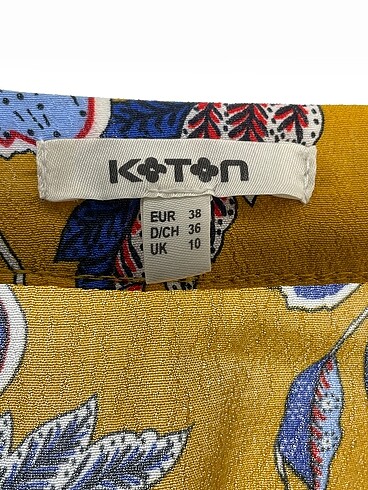 KOTON
EUR 38
D/CH 36
UK 10